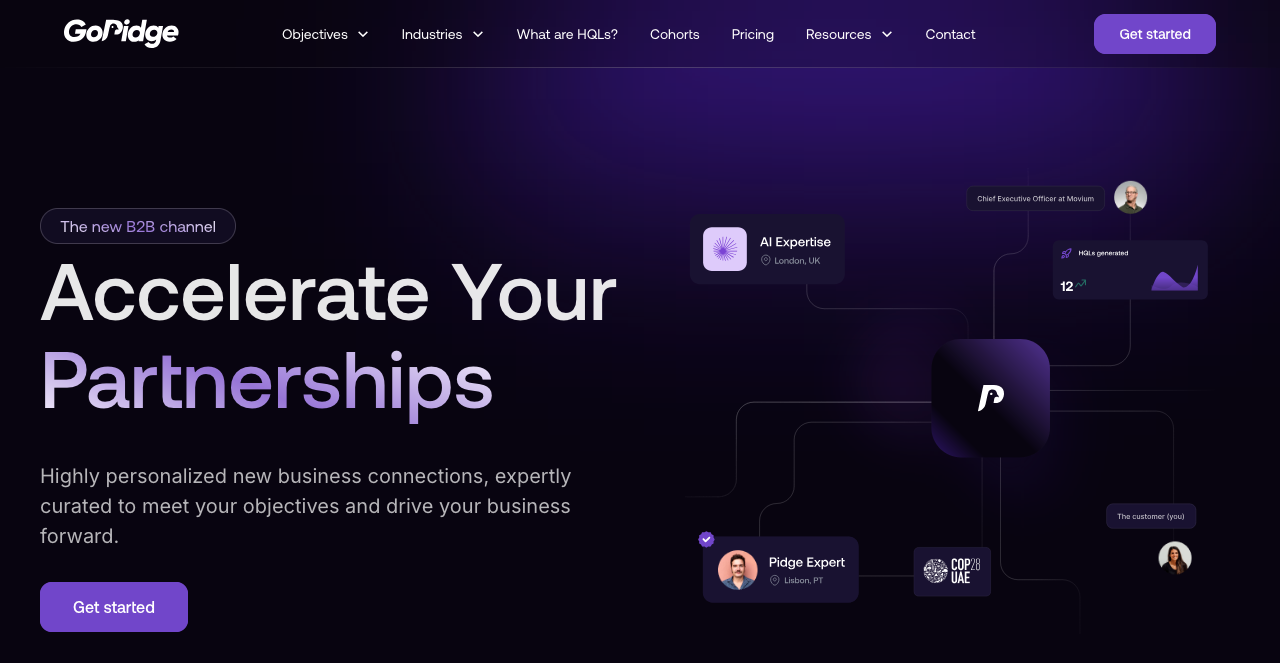 GoPidge
Objectives
Industries
What are HQLs?
Cohorts
Pricing
Resources
Contact
Get started
The new B2B channel
Accelerate Your
Partnerships
Highly personalized new business connections, expertly
curated to meet your objectives and drive your business
forward.
Get started
Chief Executive Officer at Movium
AI Expertise
London, UK
HQLs generated
12
The customer (you)
Pidge Expert
Lisbon, PT
COP28
UAE